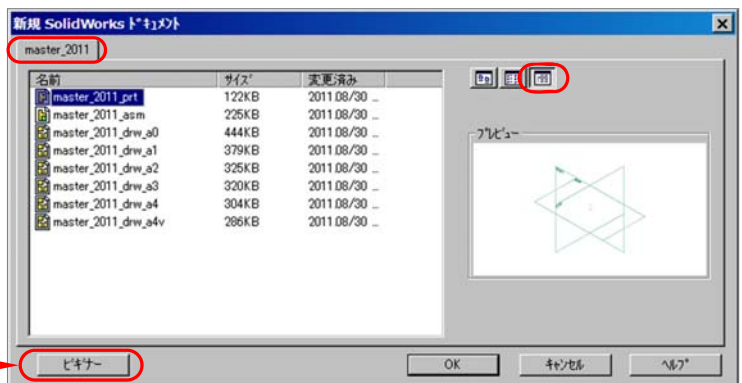 新規 SolidWorks ﾄﾞｷｭﾒﾝﾄ
master_2011
名前 ｻｲｽﾞ 変更済み
master_2011_prt 122KB 2011/08/30 ...
master_2011_asm 225KB 2011/08/30 ...
master_2011_drw_a0 444KB 2011/08/30 ...
master_2011_drw_a1 379KB 2011/08/30 ...
master_2011_drw_a2 325KB 2011/08/30 ...
master_2011_drw_a3 320KB 2011/08/30 ...
master_2011_drw_a4 304KB 2011/08/30 ...
master_2011_drw_a4v 286KB 2011/08/30 ...
ﾌﾟﾚﾋﾞｭｰ
ﾋﾞｷﾞﾅｰ OK ｷｬﾝｾﾙ ﾍﾙﾌﾟ